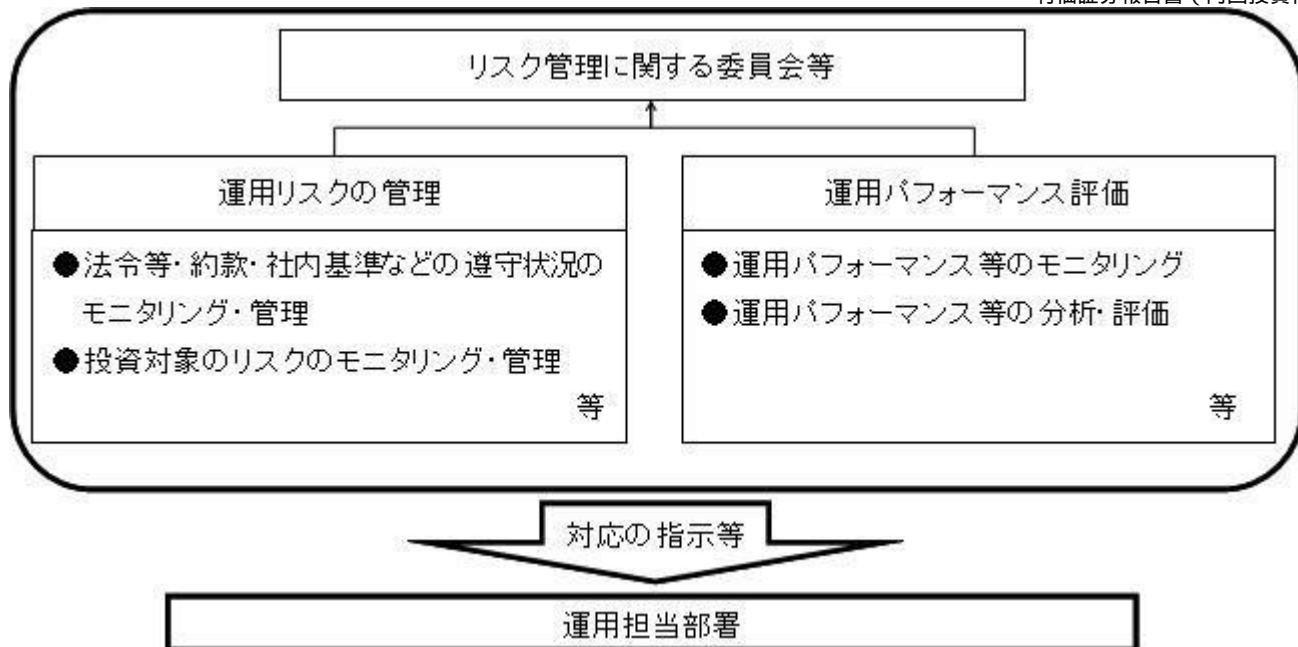 リスク管理に関する委員会等
運用リスクの管理
●法令等・約款・社内基準などの遵守状況の
モニタリング・管理
●投資対象のリスクのモニタリング・管理
等
運用パフォーマンス評価
●運用パフォーマンス等のモニタリング
●運用パフォーマンス等の分析・評価
等
対応の指示等
運用担当部署